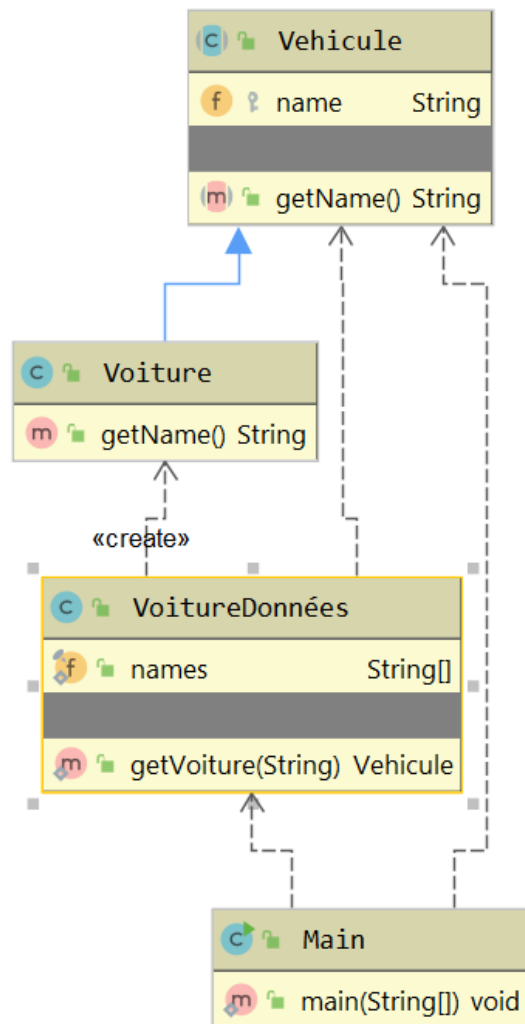 Vehicule
name String
getName() String
Voiture
getName() String
«create»
VoitureDonnées
names String[]
getVoiture(String) Vehicule
Main
main(String[]) void